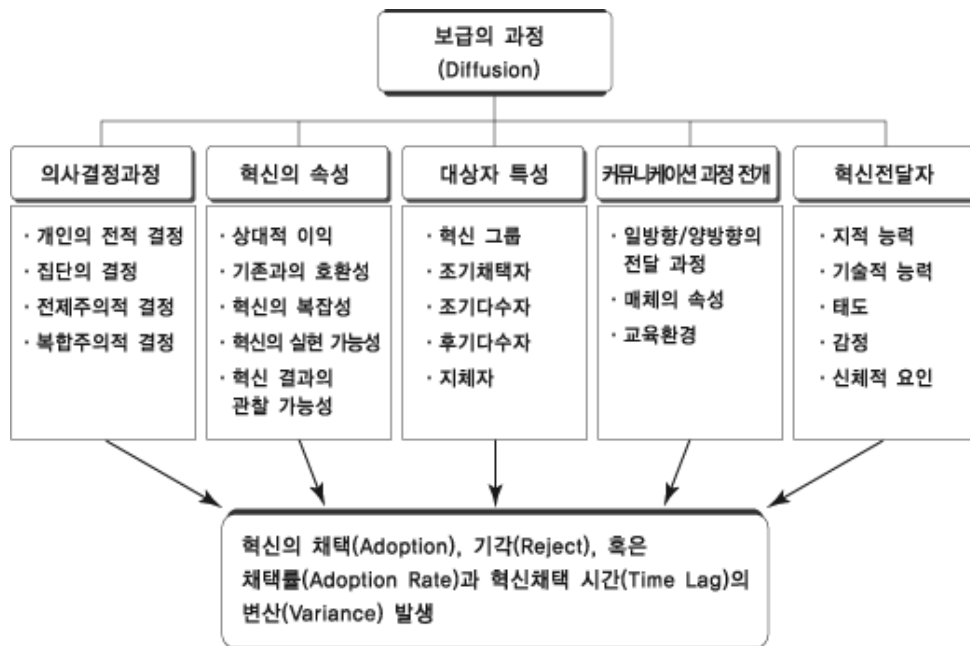 보급의 과정
(Diffusion)
의사결정과정
· 개인의 전적 결정
· 집단의 결정
· 전제주의적 결정
· 복합주의적 결정
혁신의 속성
· 상대적 이익
· 기존과의 호환성
· 혁신의 복잡성
· 혁신의 실현 가능성
· 혁신 결과의
관찰 가능성
대상자 특성
· 혁신 그룹
· 조기채택자
· 조기다수자
· 후기다수자
· 지체자
커뮤니케이션 과정 전개
· 일방향/양방향의
전달 과정
· 매체의 속성
· 교육환경
혁신전달자
· 지적 능력
· 기술적 능력
· 태도
· 감정
· 신체적 요인
혁신의 채택(Adoption), 기각(Reject), 혹은
채택률(Adoption Rate)과 혁신채택 시간(Time Lag)의
변산(Variance) 발생